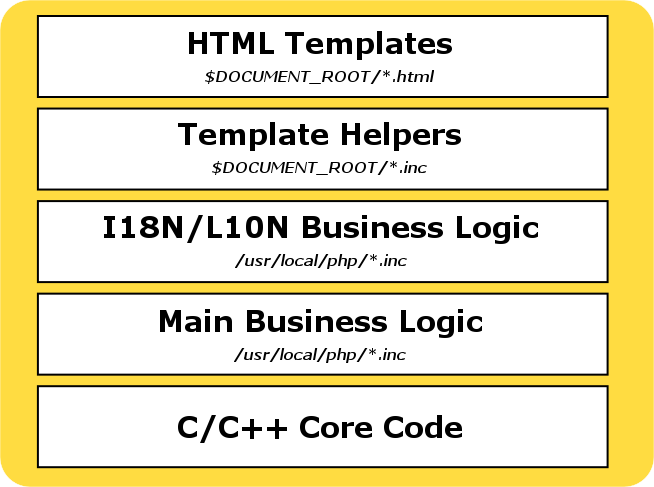 HTML Templates
$DOCUMENT_ROOT/*.html
Template Helpers
$DOCUMENT_ROOT/*.inc
I18N/L10N Business Logic
/usr/local/php/*.inc
Main Business Logic
/usr/local/php/*.inc
C/C++ Core Code